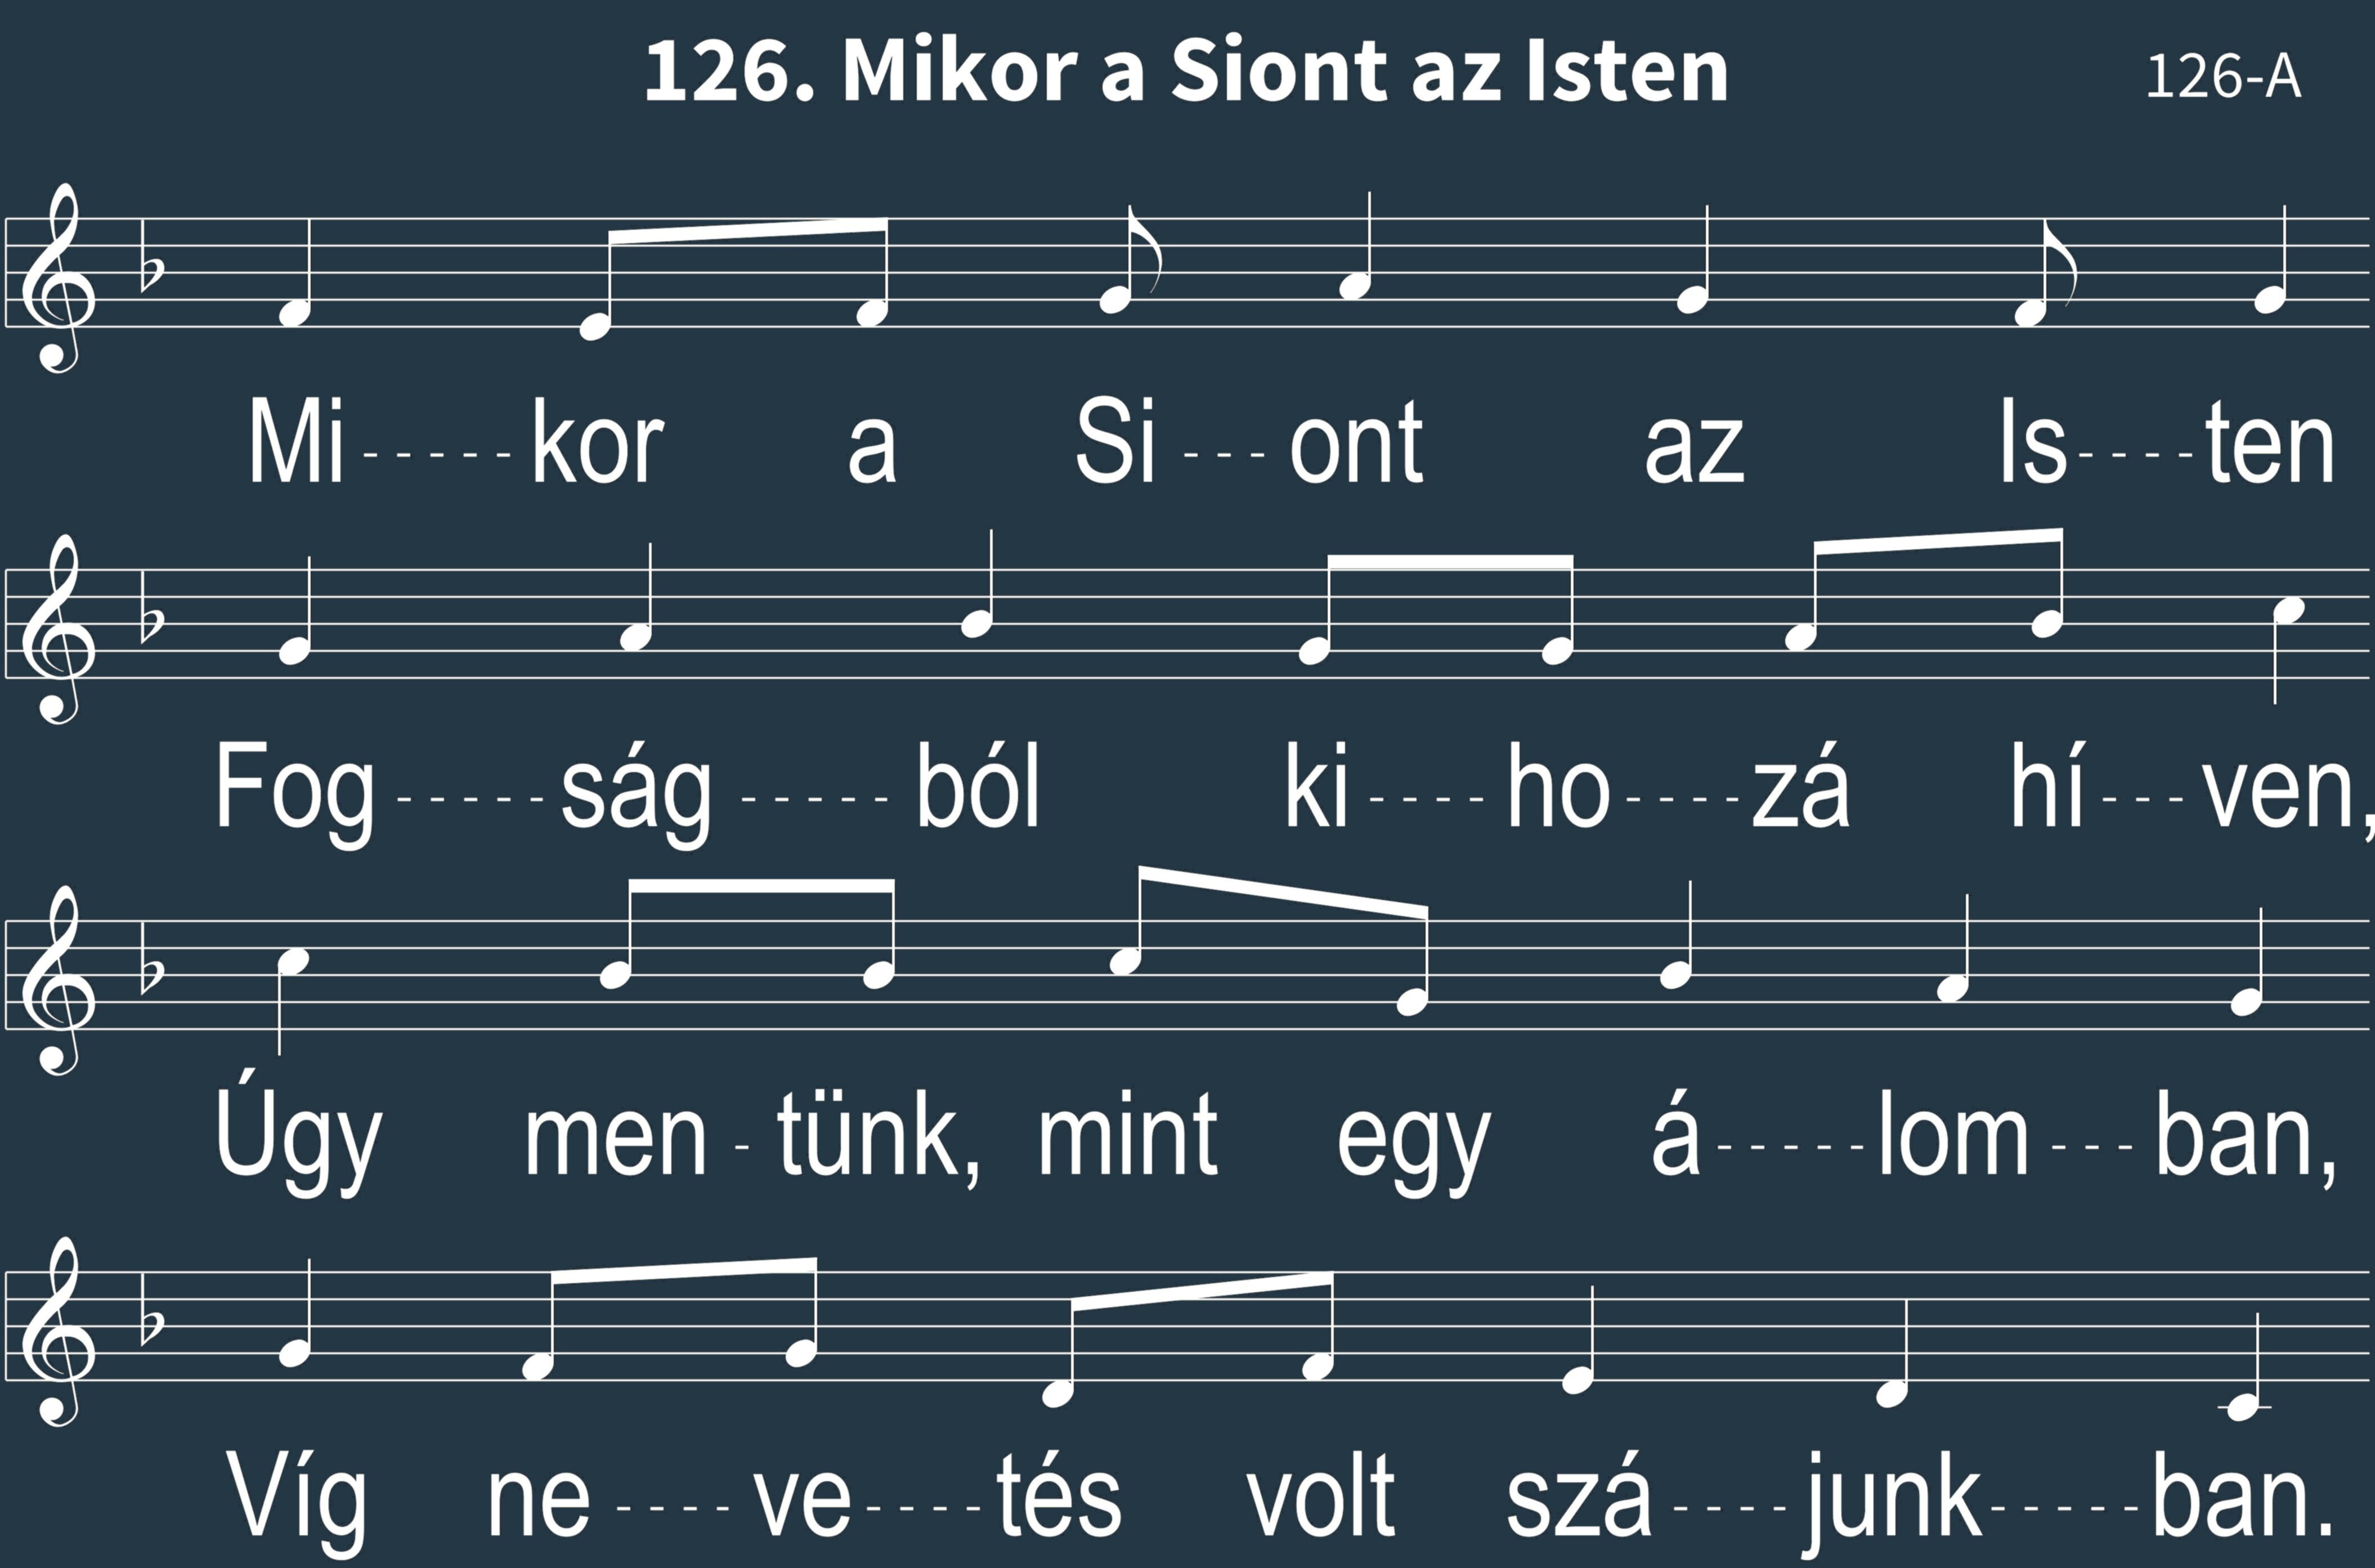 126. Mikor a Siont az Isten 126-A
Mi-----kor a Si---ont az Is----ten
Fog-----ság-----ból ki----ho----zá hí---ven,
Úgy men-tünk, mint egy á-----lom---ban,
Víg ne----ve----tés volt szá----junk-----ban.